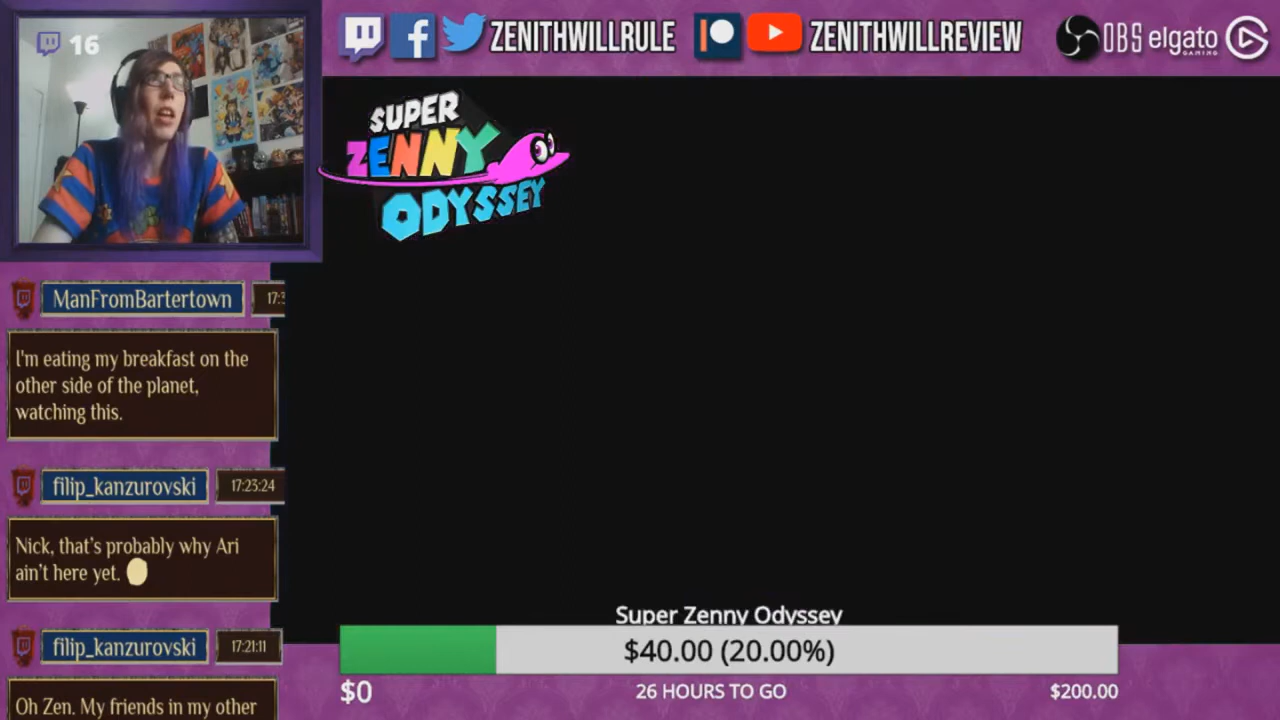 16
ZENITHWILLRULE
ZENITHWILLREVIEW
OBS elgato
GAMING
SUPER
ZENNY
ODYSSEY
ManFromBartertown
17:3
I'm eating my breakfast on the
other side of the planet,
watching this.
filip_kanzurovski 17:23:24
Nick, that's probably why Ari
ain't here yet.
filip_kanzurovski 17:21:11
Oh Zen. My friends in my other
Super Zenny Odyssey
$40.00 (20.00%)
$0
26 HOURS TO GO
$200.00